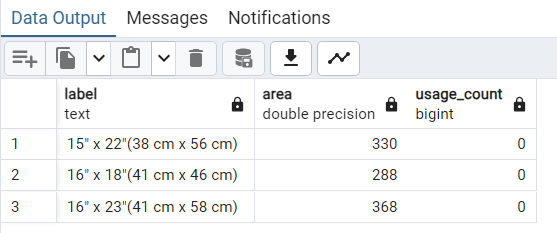 Data Output Messages Notifications
label area usage_count
text double precision bigint
1 15" x 22"(38 cm x 56 cm) 330 0
2 16" x 18"(41 cm x 46 cm) 288 0
3 16" x 23"(41 cm x 58 cm) 368 0